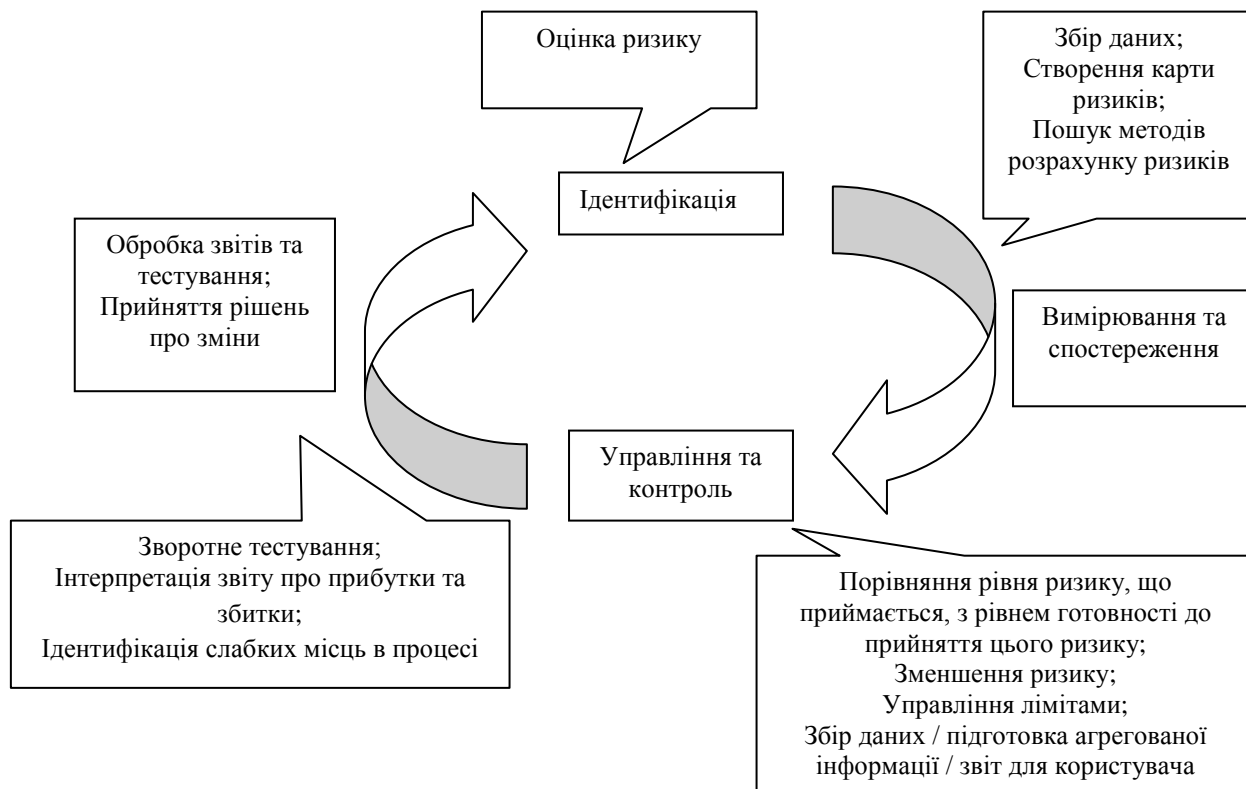 Оцінка ризику
Збір даних;
Створення карти
ризиків;
Пошук методів
розрахунку ризиків
Ідентифікація
Обробка звітів та
тестування;
Прийняття рішень
про зміни
Вимірювання та
спостереження
Управління та
контроль
Зворотне тестування;
Інтерпретація звіту про прибутки та
збитки;
Ідентифікація слабких місць в процесі
Порівняння рівня ризику, що
приймається, з рівнем готовності до
прийняття цього ризику;
Зменшення ризику;
Управління лімітами;
Збір даних / підготовка агрегованої
інформації / звіт для користувача